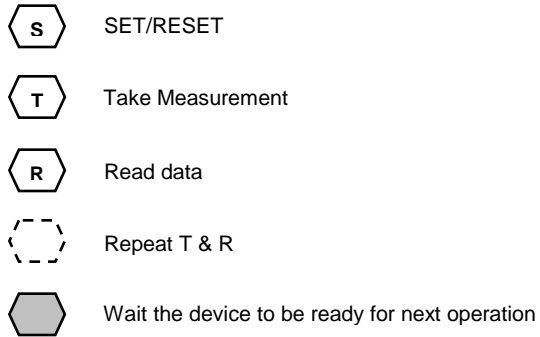 S SET/RESET
T Take Measurement
R Read data
Repeat T & R
Wait the device to be ready for next operation